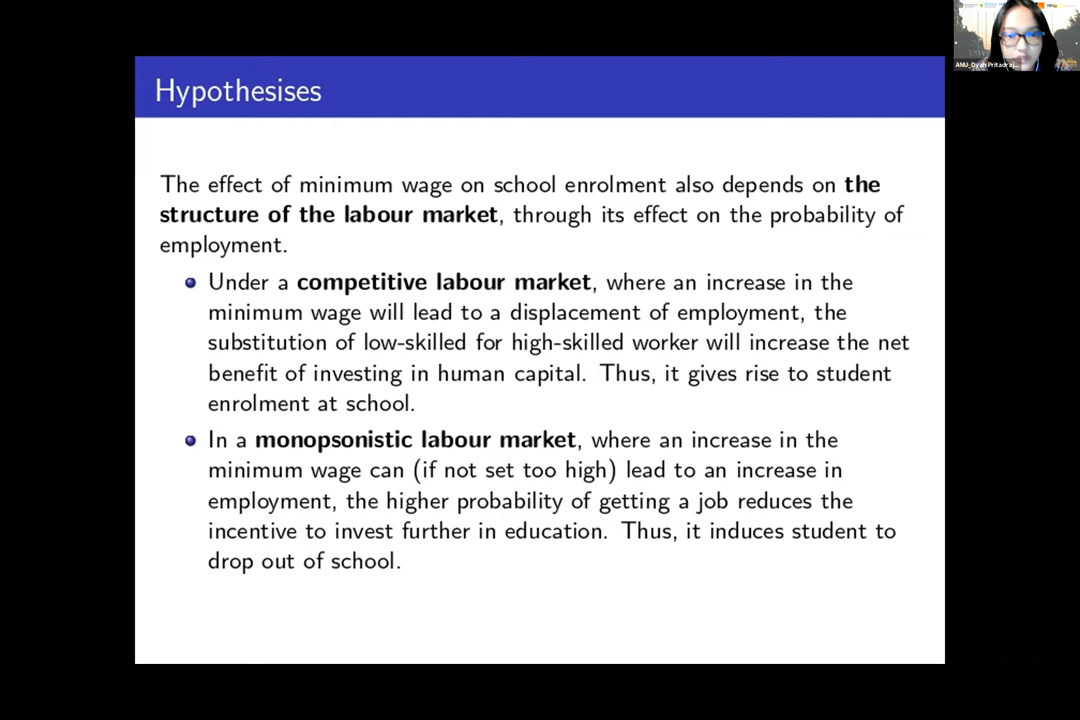 Hypothesises
The effect of minimum wage on school enrolment also depends on the
structure of the labour market, through its effect on the probability of
employment.
Under a competitive labour market, where an increase in the
minimum wage will lead to a displacement of employment, the
substitution of low-skilled for high-skilled worker will increase the net
benefit of investing in human capital. Thus, it gives rise to student
enrolment at school.
In a monopsonistic labour market, where an increase in the
minimum wage can (if not set too high) lead to an increase in
employment, the higher probability of getting a job reduces the
incentive to invest further in education. Thus, it induces student to
drop out of school.
ANU-Dyah